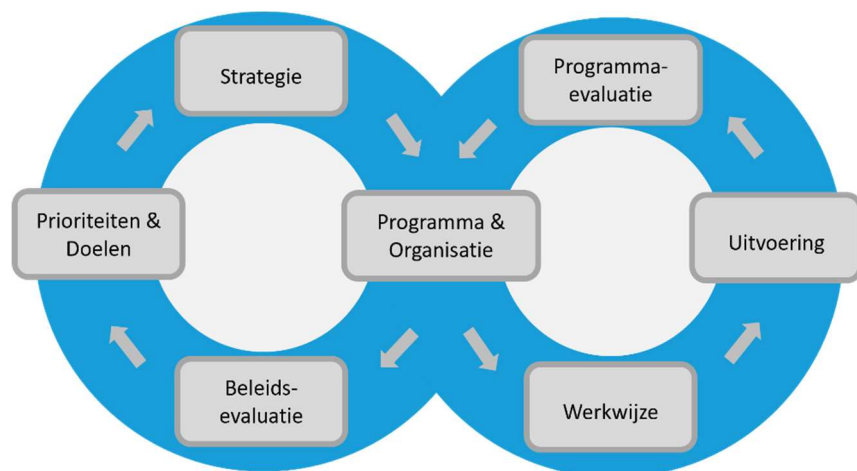 Strategie
Programma-
evaluatie
Prioriteiten &
Doelen
Programma &
Organisatie
Uitvoering
Beleids-
evaluatie
Werkwijze